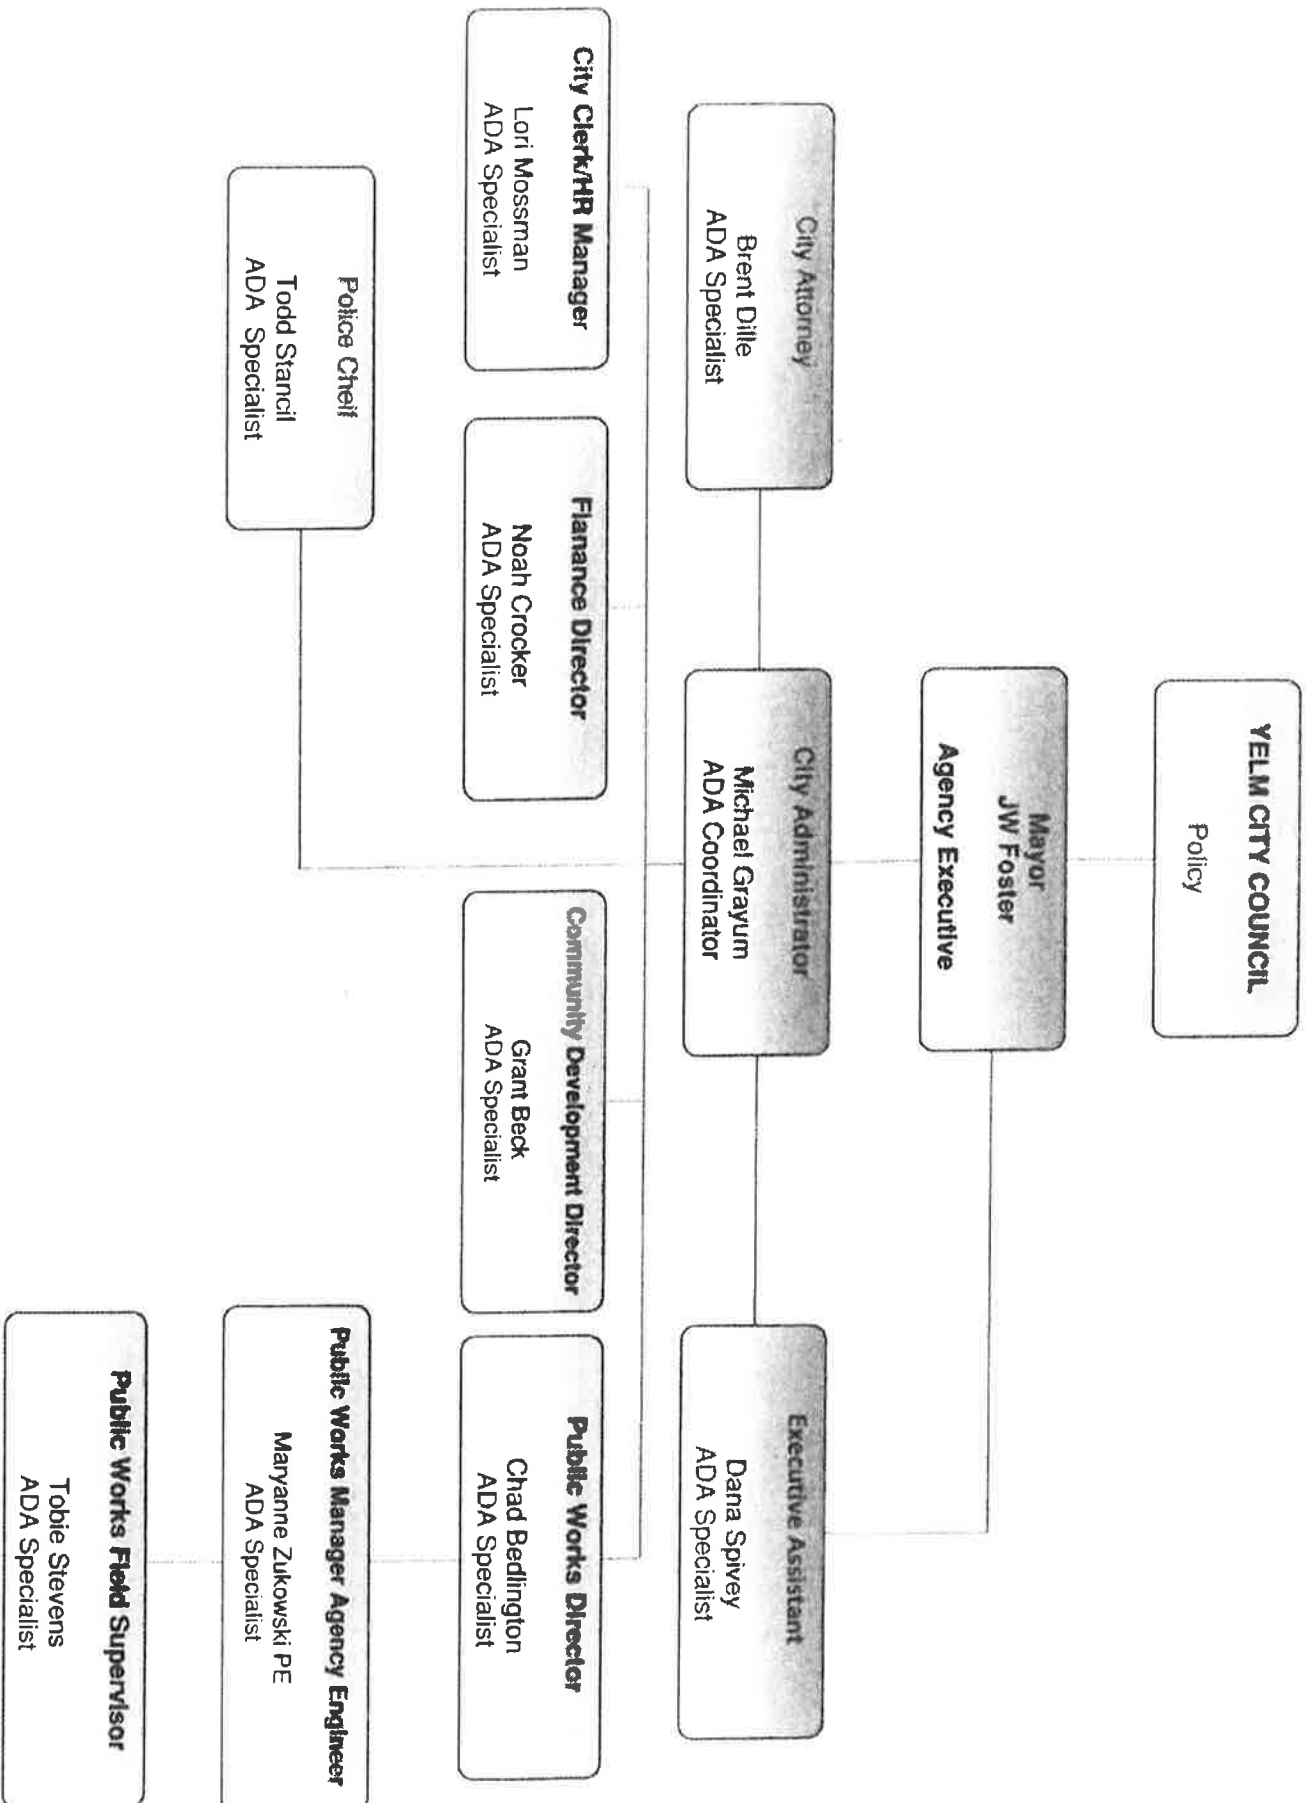 YELM CITY COUNCIL
Policy
Mayor
JW Foster
Agency Executive
City Attorney
Brent Dille
ADA Specialist
City Administrator
Michael Grayum
ADA Coordinator
Executive Assistant
Dana Spivey
ADA Specialist
City Clerk/HR Manager
Lori Mossman
ADA Specialist
Flanance Director
Noah Crocker
ADA Specialist
Community Development Director
Grant Beck
ADA Specialist
Public Works Director
Chad Bedlington
ADA Specialist
Police Cheif
Todd Stancil
ADA Specialist
Public Works Manager Agency Engineer
Maryanne Zukowski PE
ADA Specialist
Public Works Field Supervisor
Tobie Stevens
ADA Specialist